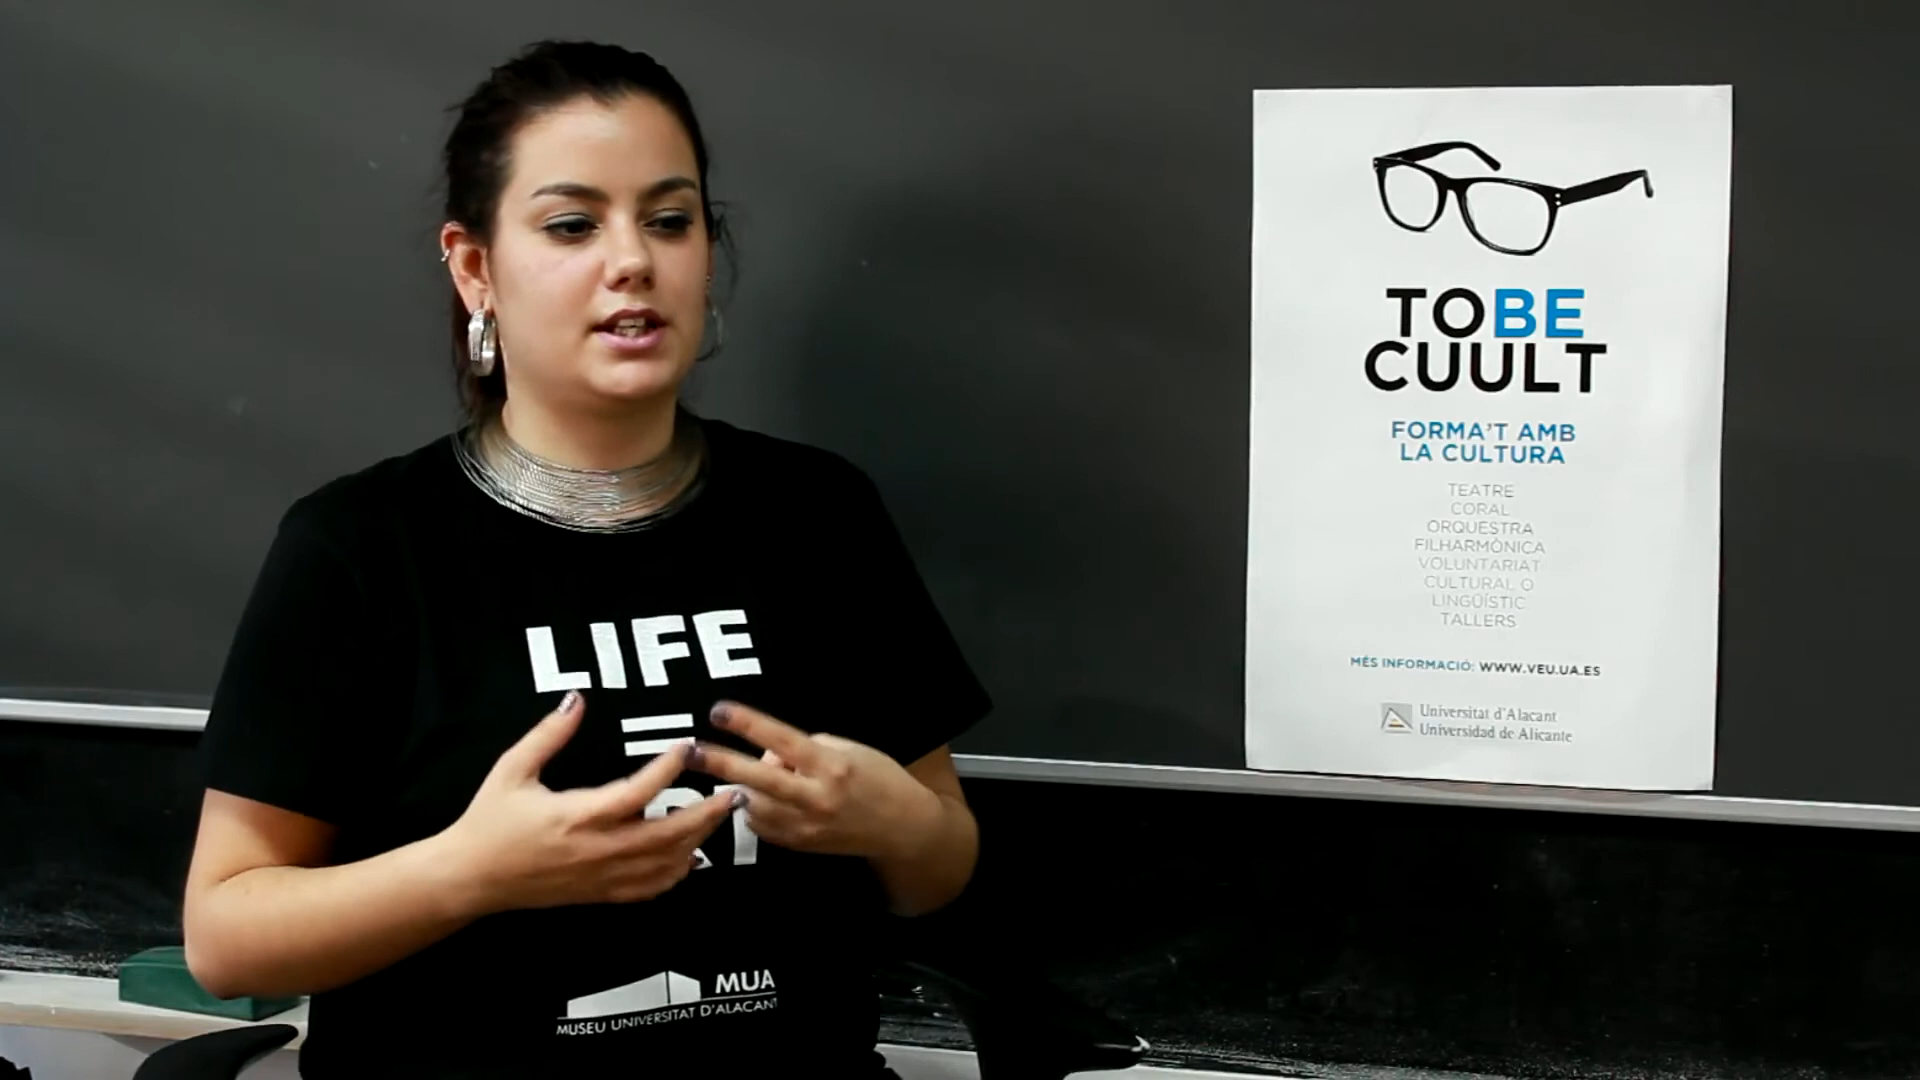 LIFE
=
MUA
MUSEU UNIVERSITAT D'ALACANT
TOBE
CUULT
FORMA'T AMB
LA CULTURA
TEATRE
CORAL
ORQUESTRA
FILHARMÒNICA
VOLUNTARIAT
CULTURAL O
LINGÜÍSTIC
TALLERS
MÉS INFORMACIÓ: WWW.VEU.UA.ES
Universitat d'Alacant
Universidad de Alicante